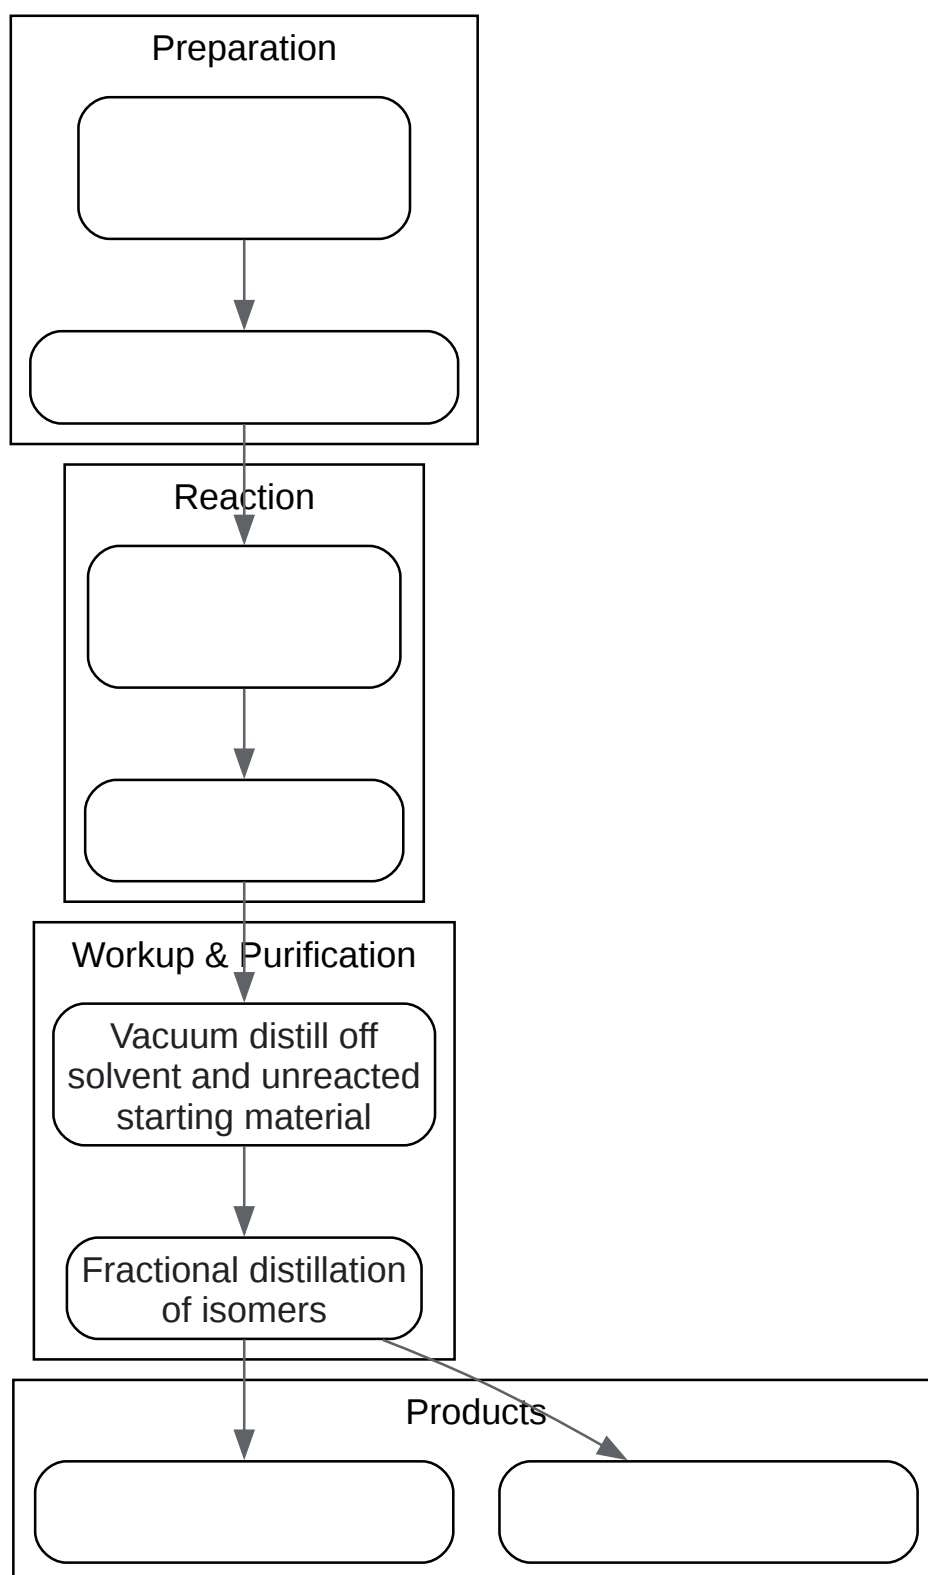 Preparation
Reaction
Workup & Purification
Vacuum distill off
solvent and unreacted
starting material
Fractional distillation
of isomers
Products